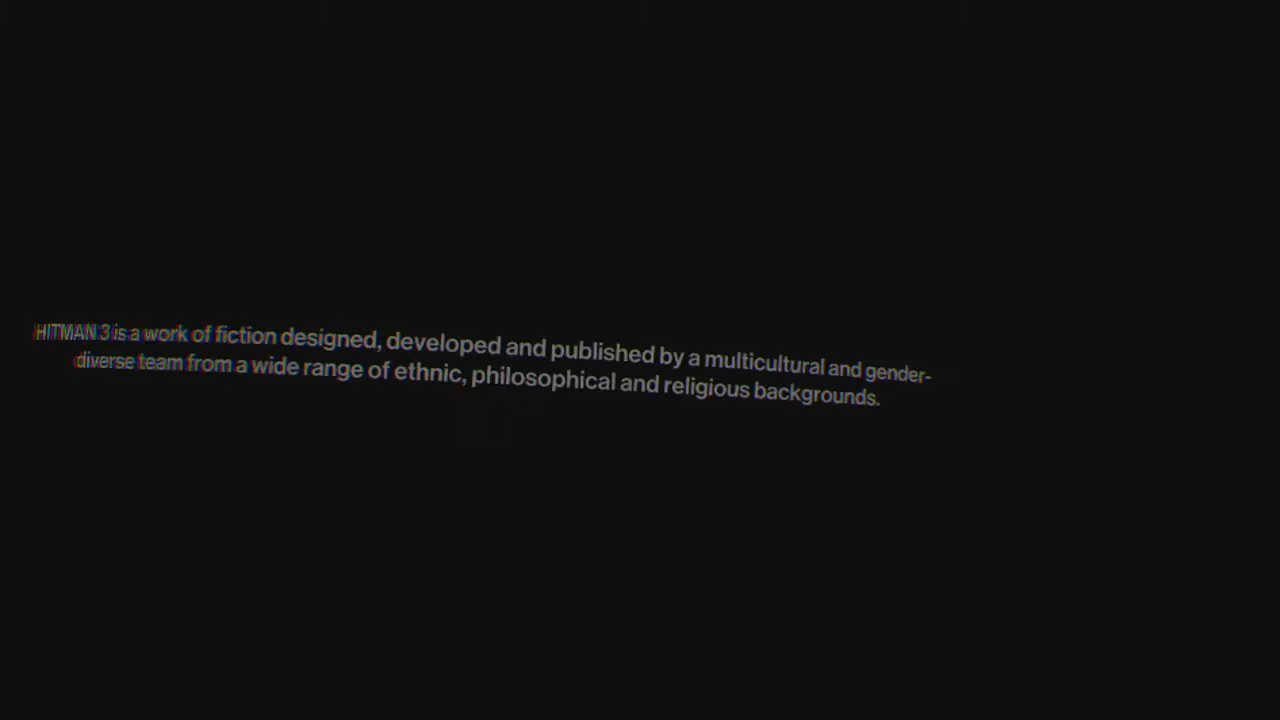 HITMAN 3 is a work of fiction designed, developed and published by a multicultural and gender-
diverse team from a wide range of ethnic, philosophical and religious backgrounds.